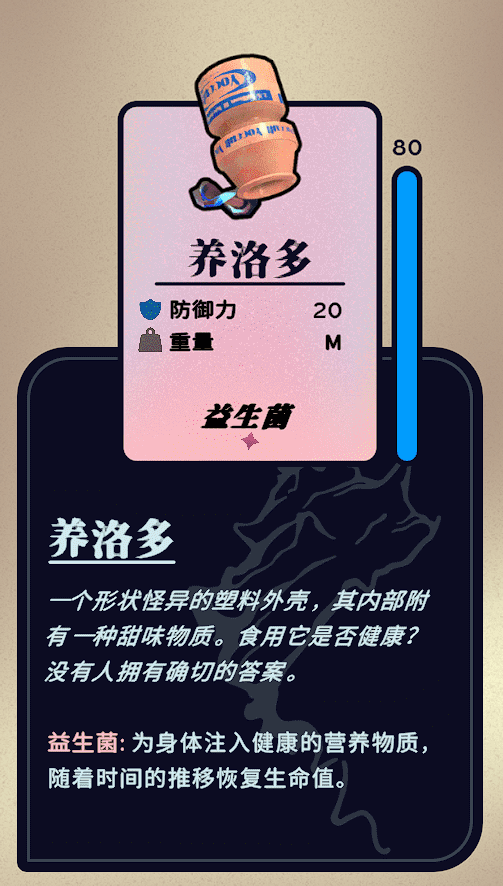 80
养洛多
防御力 20
重量 M
益生菌
养洛多
一个形状怪异的塑料外壳，其内部附
有一种甜味物质。食用它是否健康？
没有人拥有确切的答案。
益生菌: 为身体注入健康的营养物质，
随着时间的推移恢复生命值。